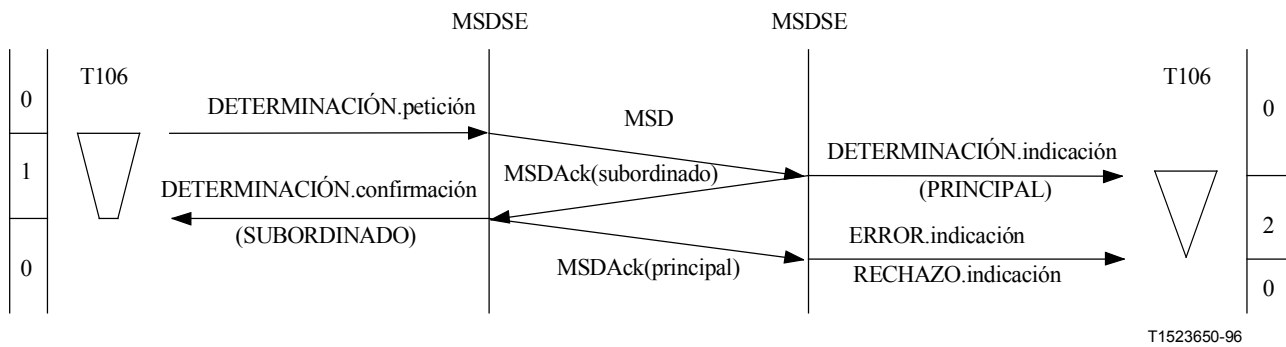 MSDSE
MSDSE
T106
T106
0
0
DETERMINACIÓN.petición
MSD
DETERMINACIÓN.indicación
1
MSDAck(subordinado)
DETERMINACIÓN.confirmación
(PRINCIPAL)
2
(SUBORDINADO)
ERROR.indicación
0
MSDAck(principal)
RECHAZO.indicación
0
T1523650-96